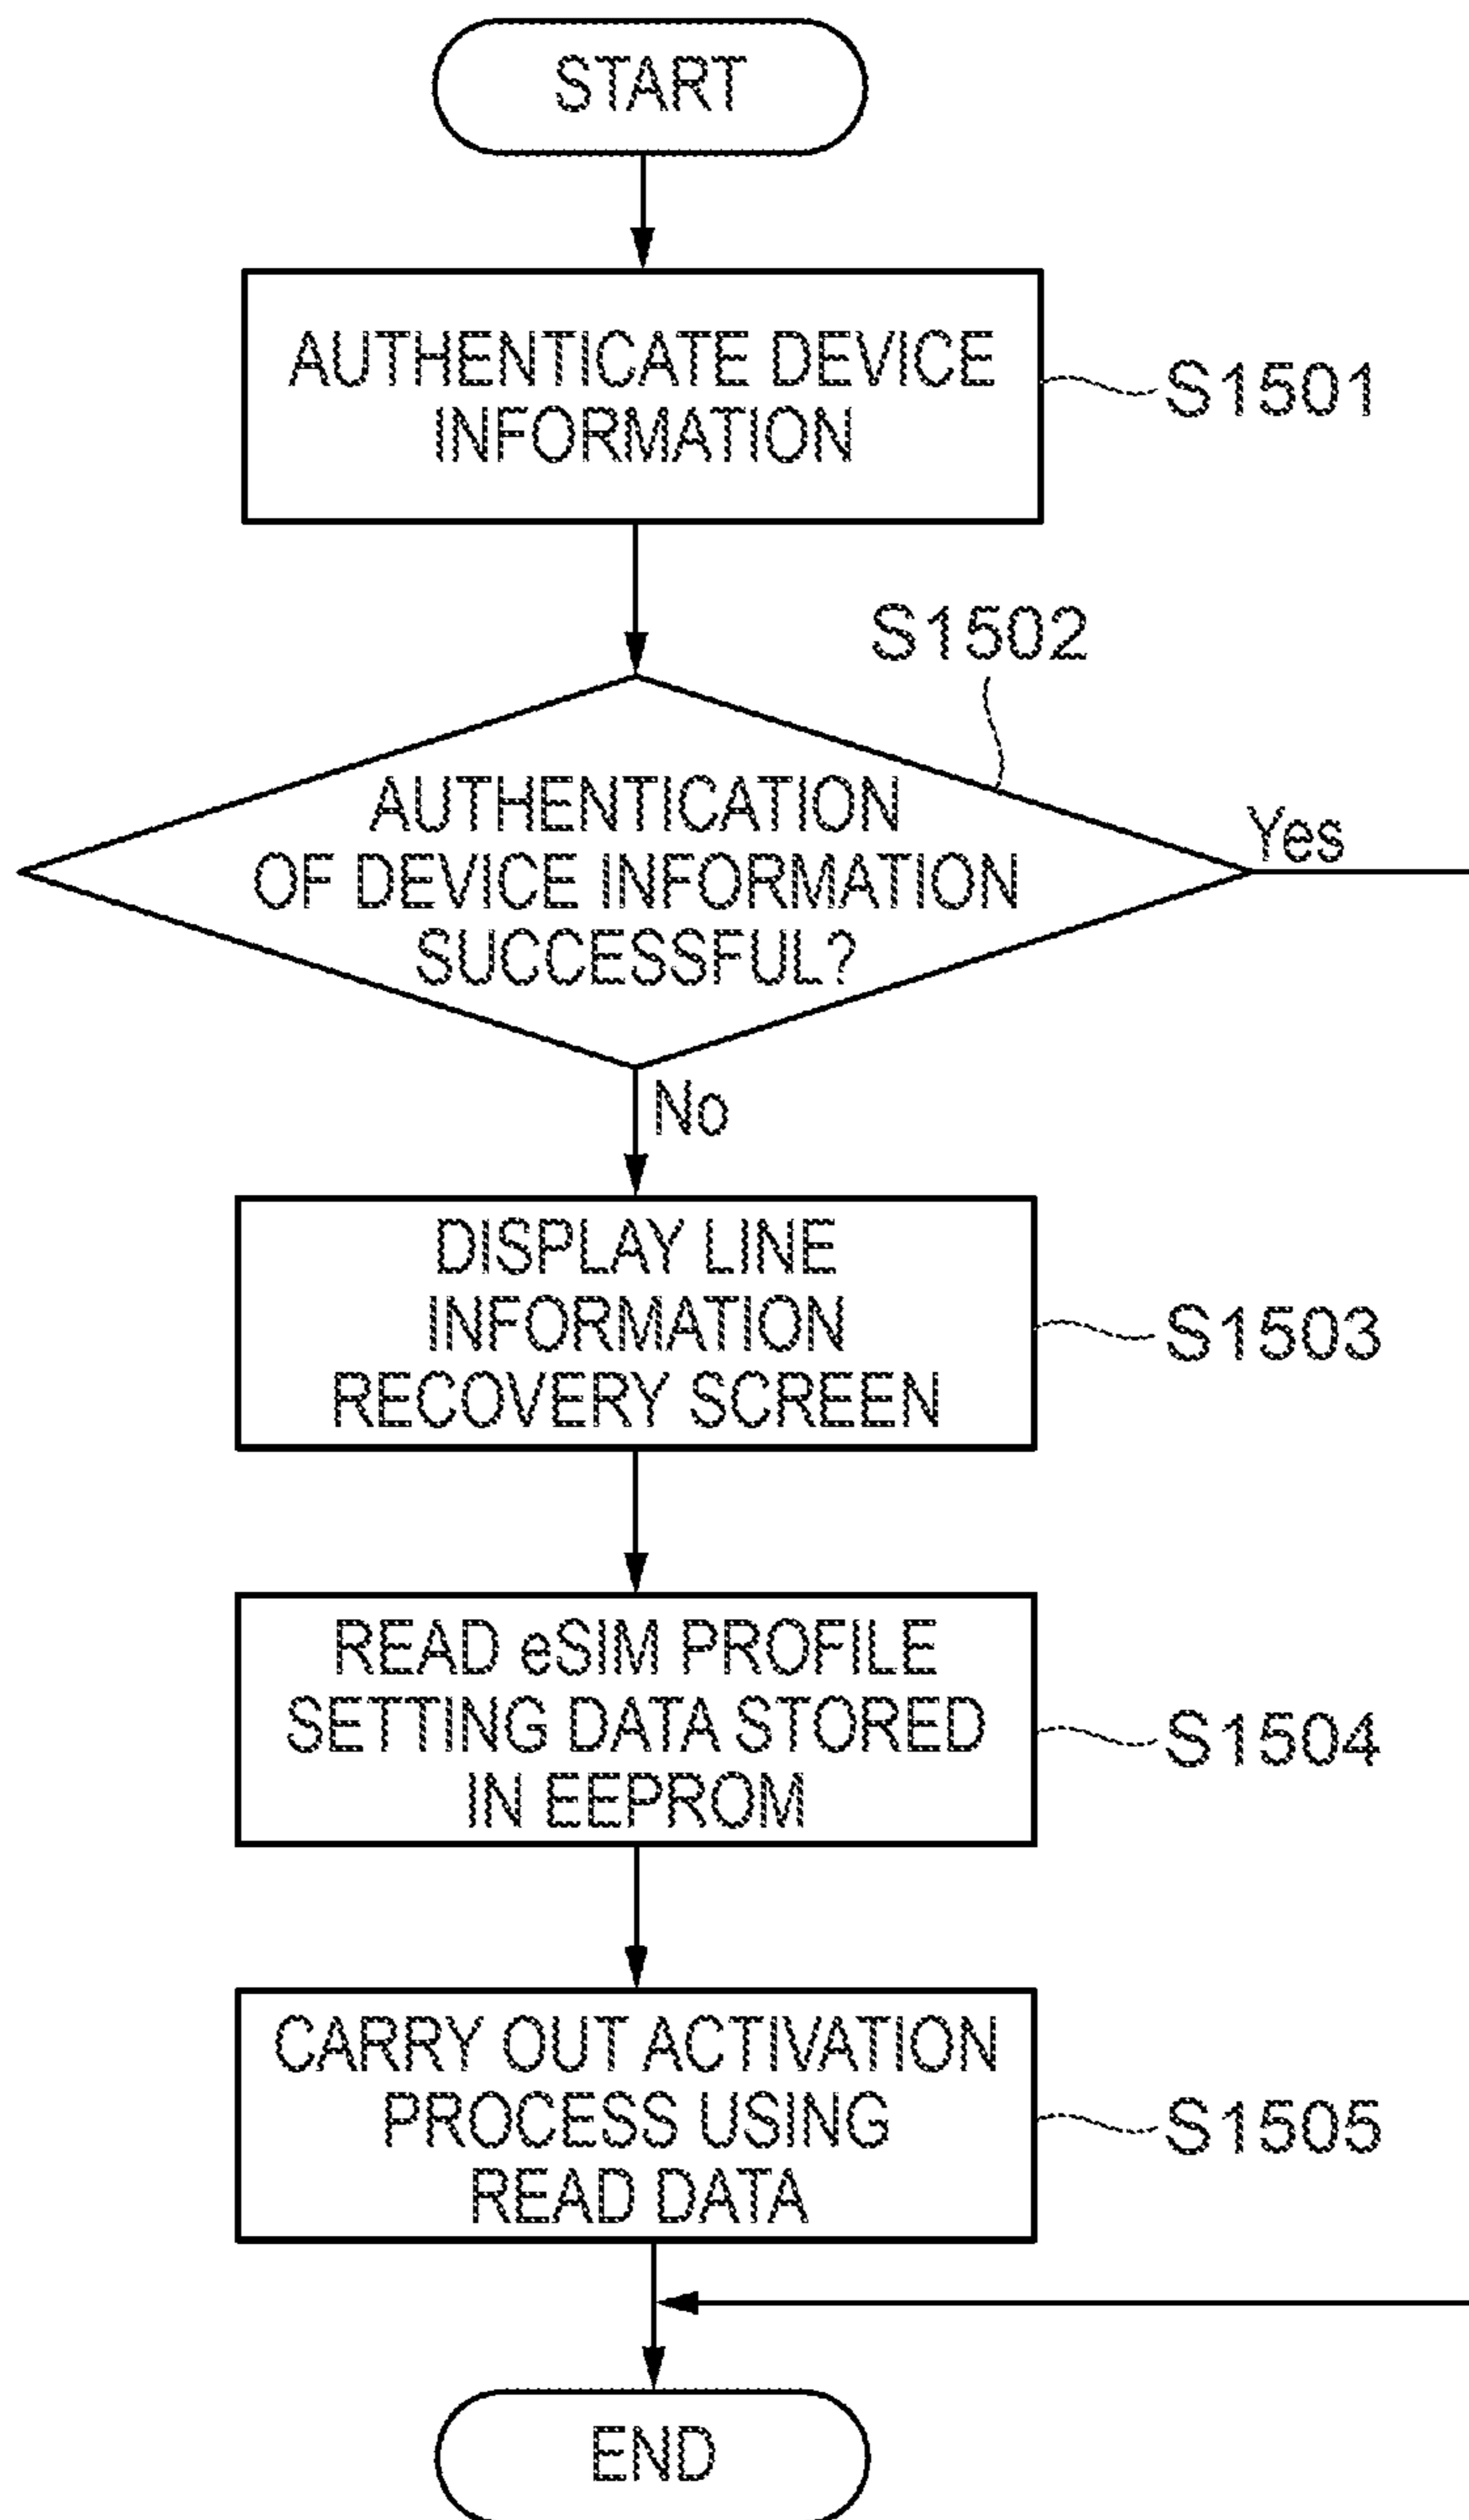 START
AUTHENTICATE DEVICE
INFORMATION
S1501
S1502
AUTHENTICATION
OF DEVICE INFORMATION
SUCCESSFUL?
Yes
No
DISPLAY LINE
INFORMATION
RECOVERY SCREEN
S1503
READ eSIM PROFILE
SETTING DATA STORED
IN EEPROM
S1504
CARRY OUT ACTIVATION
PROCESS USING
READ DATA
S1505
END